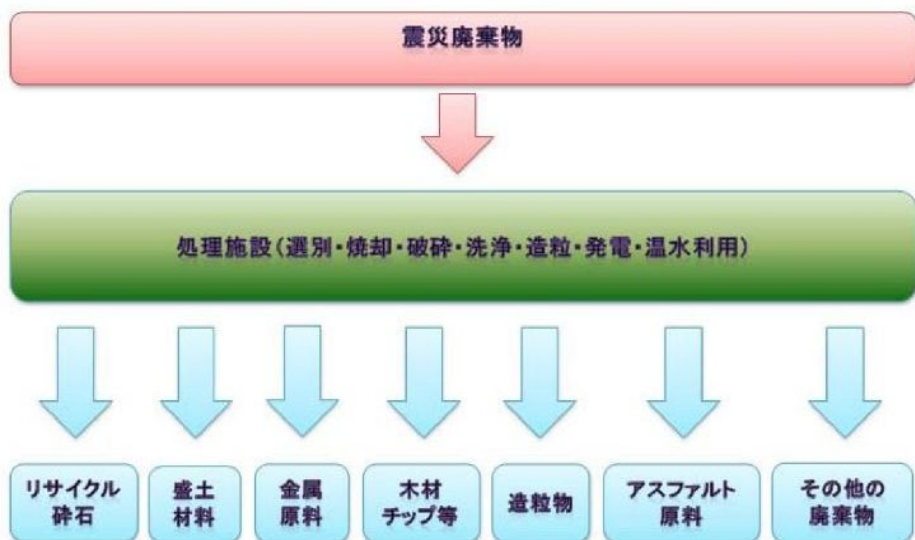 震災廃棄物
処理施設(選別・焼却・破砕・洗浄・造粒・発電・温水利用)
リサイクル
砕石
盛土
材料
金属
原料
木材
チップ等
造粒物
アスファルト
原料
その他の
廃棄物